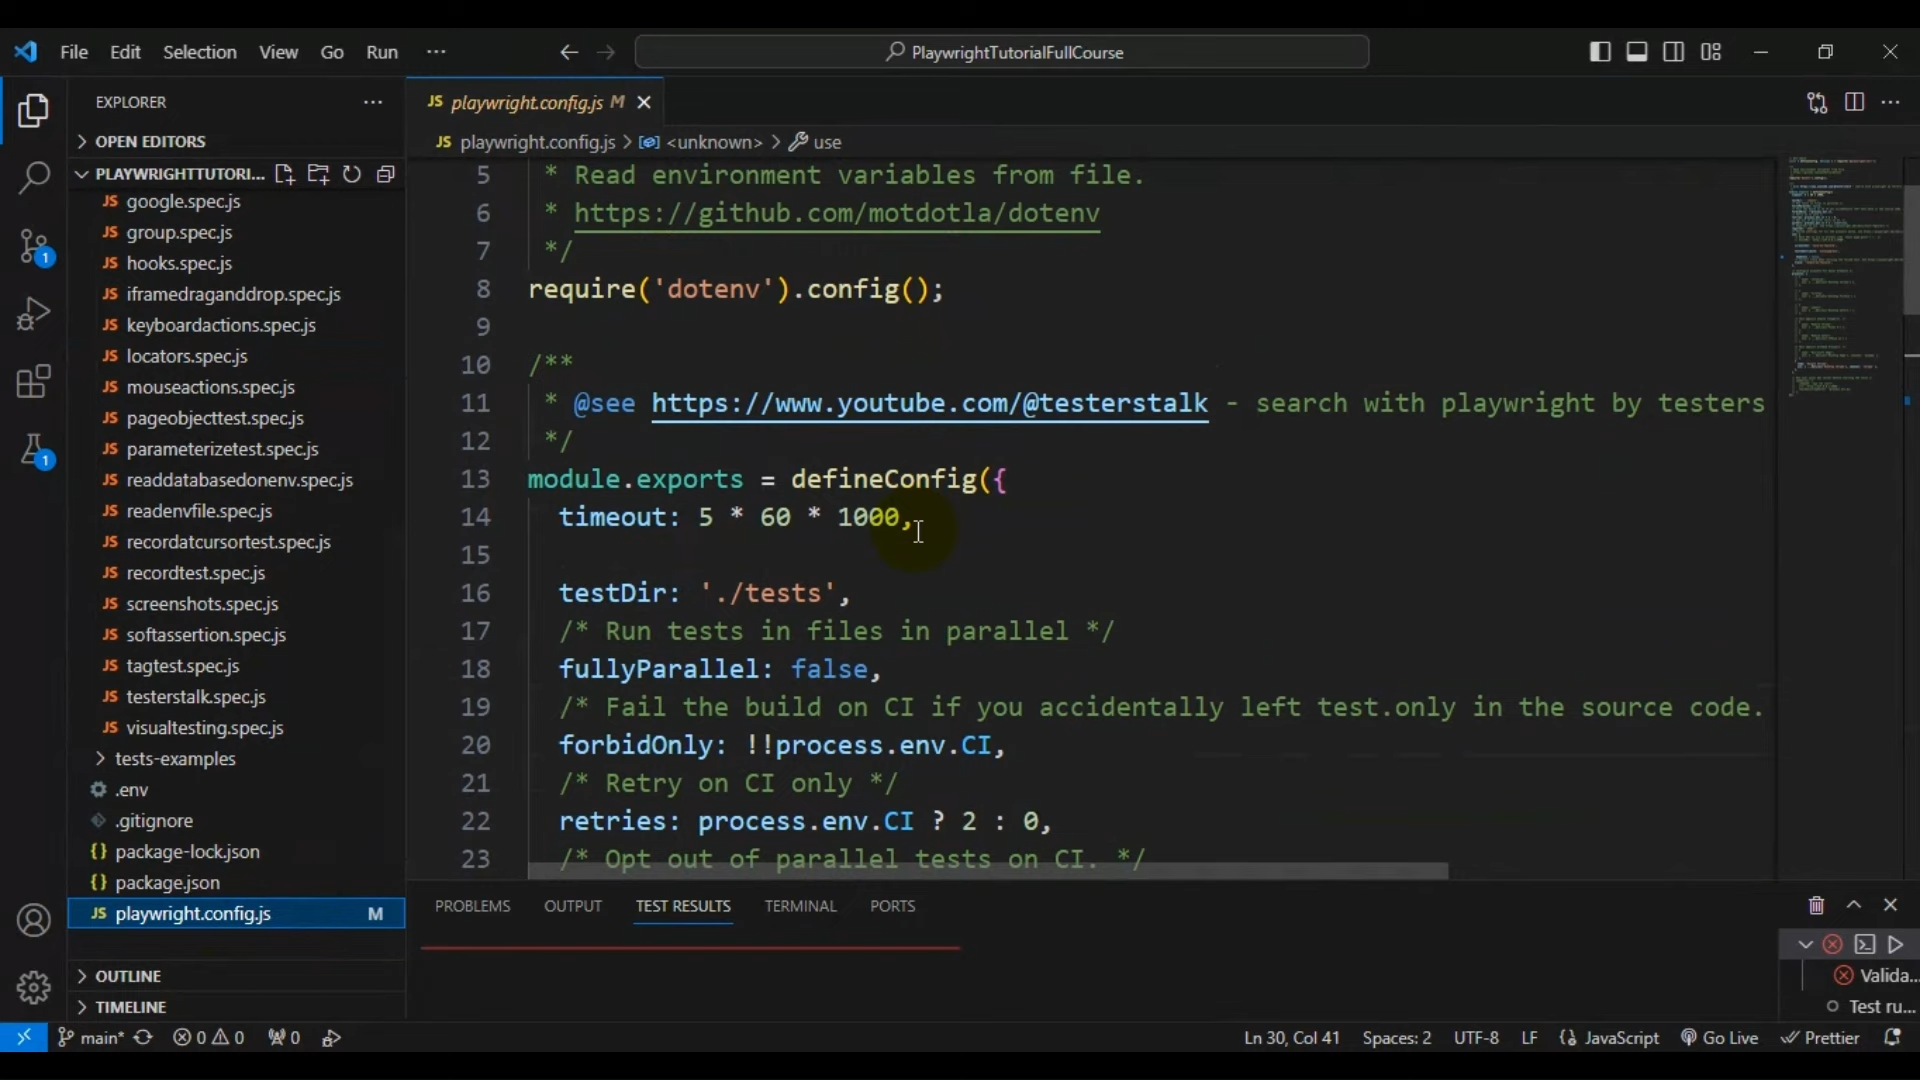 File Edit Selection View Go Run ··· PlaywrightTutorialFullCourse
EXPLORER ···
OPEN EDITORS
PLAYWRIGHTTUTORI...
google.spec.js
group.spec.js
hooks.spec.js
iframedraganddrop.spec.js
keyboardactions.spec.js
locators.spec.js
mouseactions.spec.js
pageobjecttest.spec.js
parameterizetest.spec.js
readdatabasedonenv.spec.js
readenvfile.spec.js
recordatcursortest.spec.js
recordtest.spec.js
screenshots.spec.js
softassertion.spec.js
tagtest.spec.js
testerstalk.spec.js
visualtesting.spec.js
tests-examples
.env
.gitignore
package-lock.json
package.json
playwright.config.js M
OUTLINE
TIMELINE
1
1
JS playwright.config.js M
JS playwright.config.js > <unknown> > use
5 * Read environment variables from file.
6 * https://github.com/motdotla/dotenv
7 */
8 require('dotenv').config();
9
10 /**
11 * @see https://www.youtube.com/@testerstalk - search with playwright by testers
12 */
13 module.exports = defineConfig({
14 timeout: 5 * 60 * 1000,
15
16 testDir: './tests',
17 /* Run tests in files in parallel */
18 fullyParallel: false,
19 /* Fail the build on CI if you accidentally left test.only in the source code.
20 forbidOnly: !!process.env.CI,
21 /* Retry on CI only */
22 retries: process.env.CI ? 2 : 0,
23 /* Opt out of parallel tests on CI. */
PROBLEMS OUTPUT TEST RESULTS TERMINAL PORTS
Valida...
Test ru...
main* 0 0 0 Ln 30, Col 41 Spaces: 2 UTF-8 LF {} JavaScript Go Live Prettier